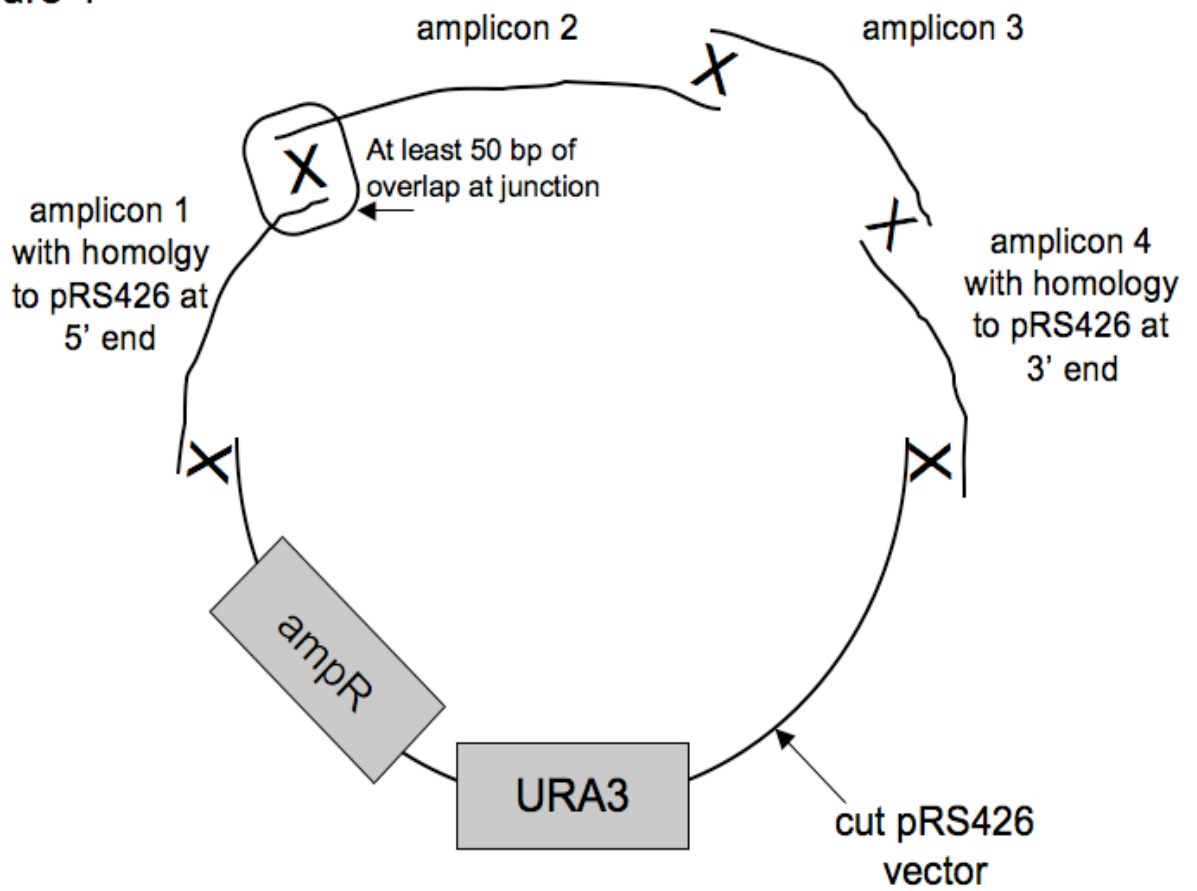 amplicon 2
amplicon 3
X
X
At least 50 bp of
overlap at junction
amplicon 1
with homolgy
to pRS426 at
5' end
X
amplicon 4
with homology
to pRS426 at
3' end
X
X
ampR
URA3
cut pRS426
vector